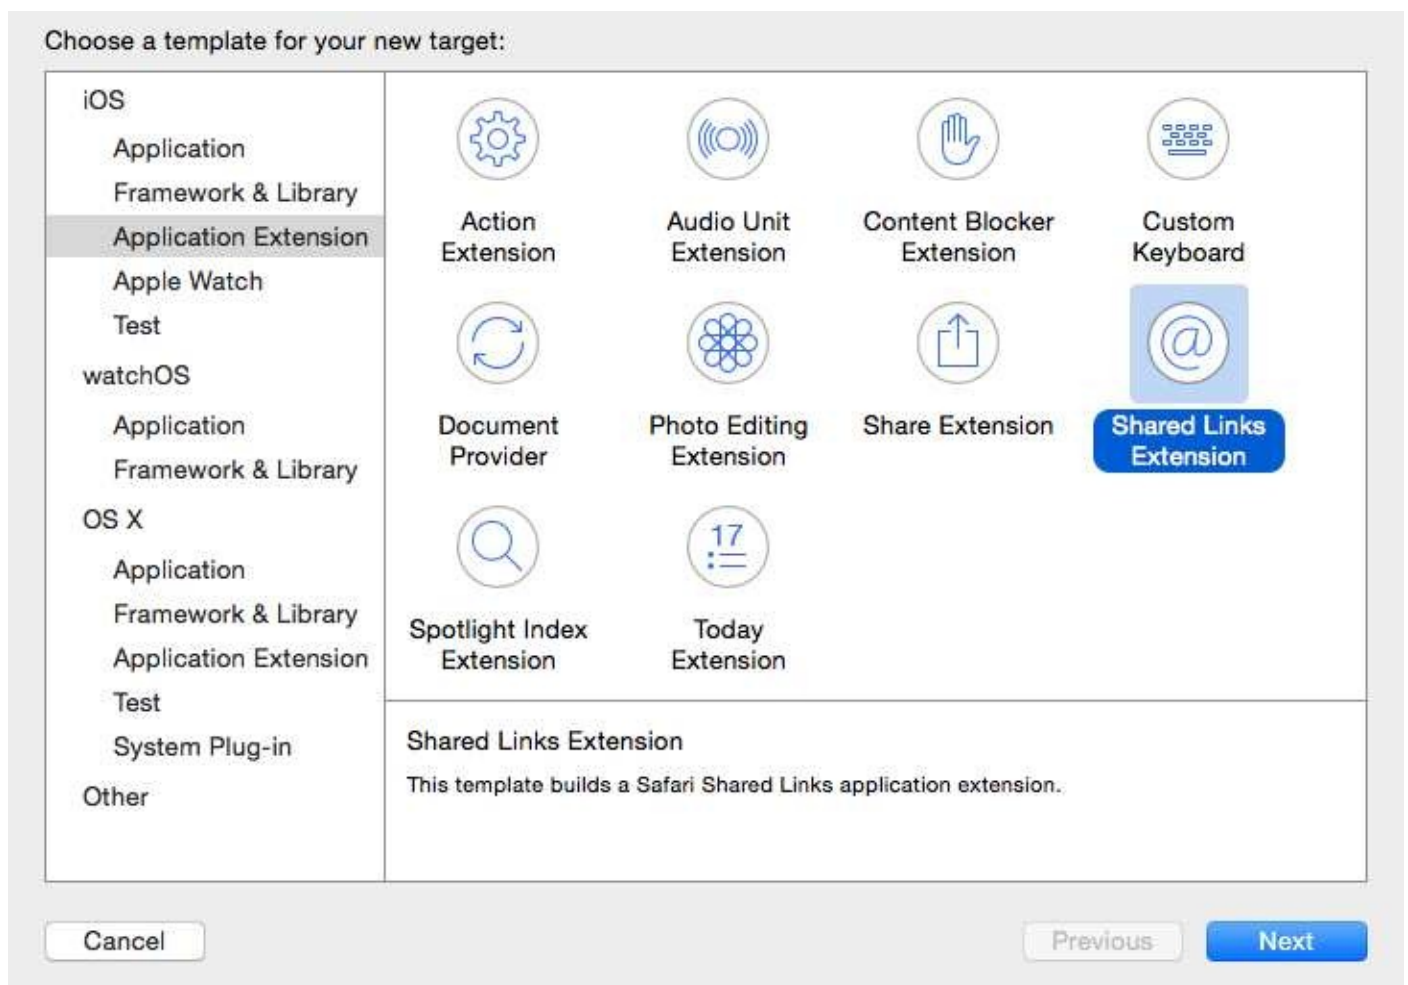 Choose a template for your new target:
iOS
Application
Framework & Library
Application Extension
Apple Watch
Test
watchOS
Application
Framework & Library
OS X
Application
Framework & Library
Application Extension
Test
System Plug-in
Other
Action
Extension
Audio Unit
Extension
Content Blocker
Extension
Custom
Keyboard
Document
Provider
Photo Editing
Extension
Share Extension
@
Shared Links
Extension
Spotlight Index
Extension
17
Today
Extension
Shared Links Extension
This template builds a Safari Shared Links application extension.
Cancel
Previous
Next